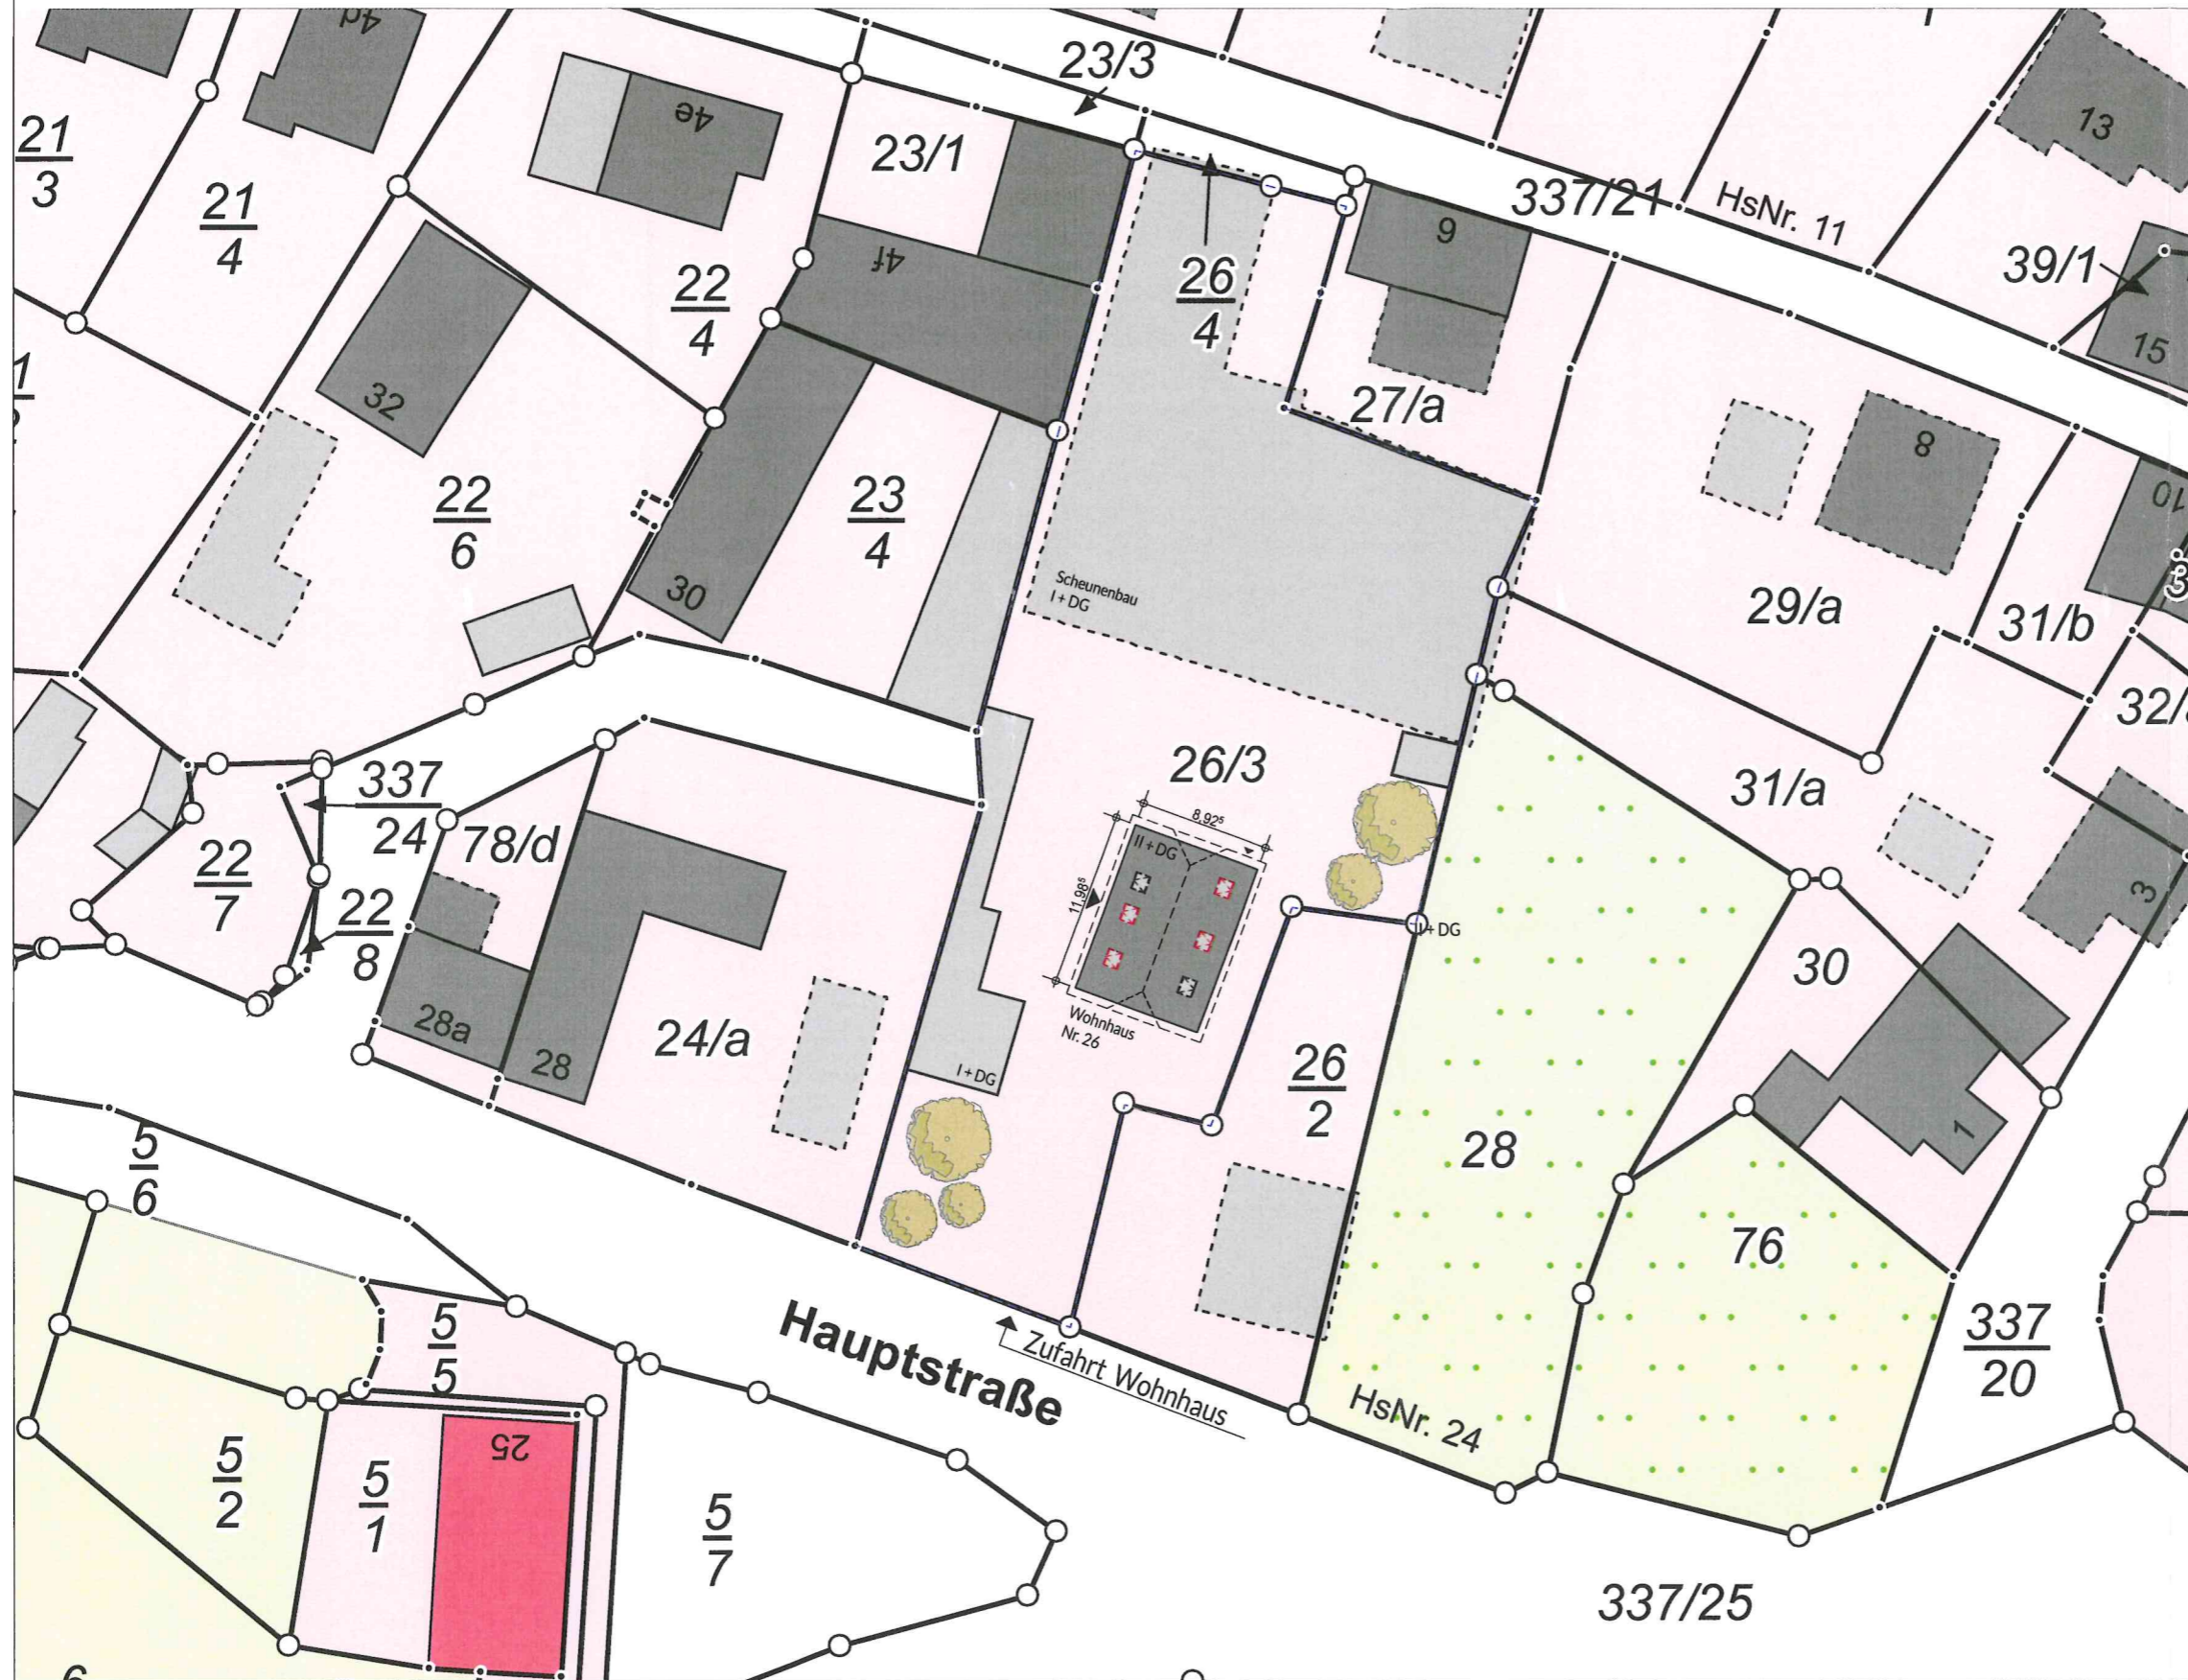 4d
23/3
21
3
4e
23/1
13
21
4
9
337/21
HsNr. 11
22
4
4f
26
4
39/1
15
32
27/a
8
10
22
6
23
4
30
Scheunenbau
I + DG
29/a
31/b
26/3
31/a
337
24
78/d
8,92⁵
II + DG
11,98⁵
22
7
22
8
I + DG
3
30
28a
28
24/a
Wohnhaus
Nr. 26
I + DG
26
2
1
5
6
28
76
5
5
Hauptstraße
Zufahrt Wohnhaus
337
20
HsNr. 24
25
5
2
5
1
5
7
337/25